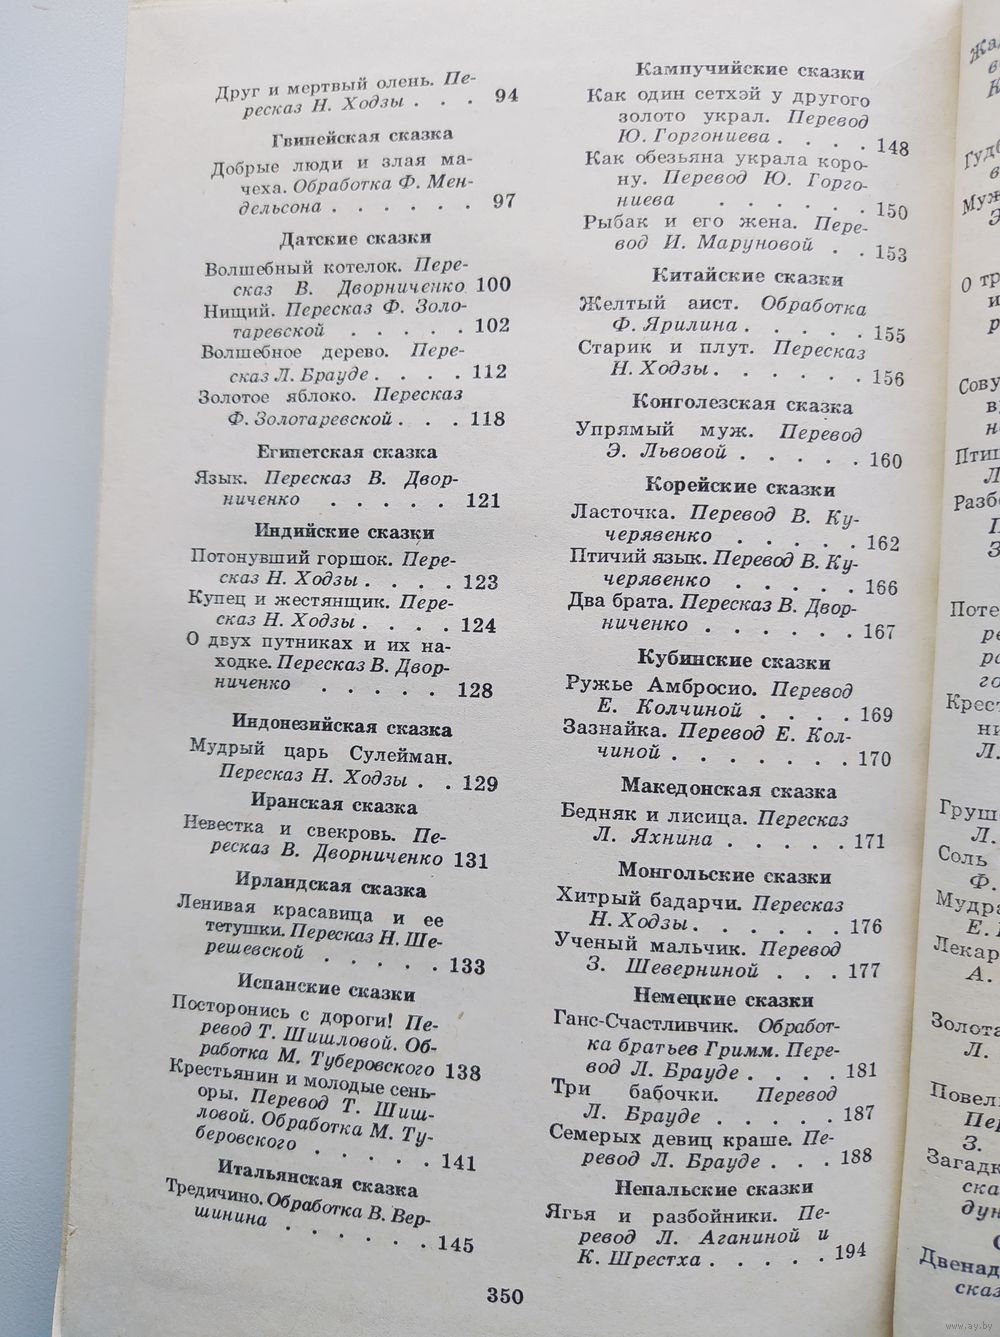 Друг и мертвый олень. Пе-
ресказ Н. Ходзы . . . 94
Гвинейская сказка
Добрые люди и злая ма-
чеха. Обработка Ф. Мен-
дельсона . . . . . . 97
Датские сказки
Волшебный котелок. Пере-
сказ В. Дворниченко 100
Нищий. Пересказ Ф. Золо-
таревской . . . . . 102
Волшебное дерево. Пере-
сказ Л. Брауде . . . . 112
Золотое яблоко. Пересказ
Ф. Золотаревской . . . 118
Египетская сказка
Язык. Пересказ В. Двор-
ниченко . . . . . 121
Индийские сказки
Потонувший горшок. Пере-
сказ Н. Ходзы . . . . 123
Купец и жестянщик. Пере-
сказ Н. Ходзы . . . . 124
О двух путниках и их на-
ходке. Пересказ В. Двор-
ниченко . . . . . 128
Индонезийская сказка
Мудрый царь Сулейман.
Пересказ Н. Ходзы . . 129
Иранская сказка
Невестка и свекровь. Пе-
ресказ В. Дворниченко 131
Ирландская сказка
Ленивая красавица и ее
тетушки. Пересказ Н. Ше-
решевской . . . . . 133
Испанские сказки
Посторонись с дороги! Пе-
ревод Т. Шишловой. Об-
работка М. Туберовского 138
Крестьянин и молодые сень-
оры. Перевод Т. Шиш-
ловой. Обработка М. Ту-
беровского . . . . . 141
Итальянская сказка
Тредичино. Обработка В. Вер-
шинина . . . . . . 145
Кампучийские сказки
Как один сетхэй у другого
золото украл. Перевод
Ю. Горгониева . . . . 148
Как обезьяна украла коро-
ну. Перевод Ю. Горго-
ниева . . . . . . 150
Рыбак и его жена. Пере-
вод И. Маруновой . . 153
Китайские сказки
Желтый аист. Обработка
Ф. Ярилина . . . . . 155
Старик и плут. Пересказ
Н. Ходзы . . . . . . 156
Конголезская сказка
Упрямый муж. Перевод
Э. Львовой . . . . . 160
Корейские сказки
Ласточка. Перевод В. Ку-
черявенко . . . . . 162
Птичий язык. Перевод В. Ку-
черявенко . . . . . 166
Два брата. Пересказ В. Двор-
ниченко . . . . . . 167
Кубинские сказки
Ружье Амбросио. Перевод
Е. Колчиной . . . . 169
Зазнайка. Перевод Е. Кол-
чиной . . . . . . . 170
Македонская сказка
Бедняк и лисица. Пересказ
Л. Яхнина . . . . . 171
Монгольские сказки
Хитрый бадарчи. Пересказ
Н. Ходзы . . . . . . 176
Ученый мальчик. Перевод
З. Шеверниной . . . 177
Немецкие сказки
Ганс-Счастливчик. Обработ-
ка братьев Гримм. Пере-
вод Л. Брауде . . . . 181
Три бабочки. Перевод
Л. Брауде . . . . . 187
Семерых девиц краше. Пе-
ревод Л. Брауде . . . 188
Непальские сказки
Ягья и разбойники. Пе-
ревод Л. Аганиной и
К. Шрестха . . . . . 194
350
www.ay.by